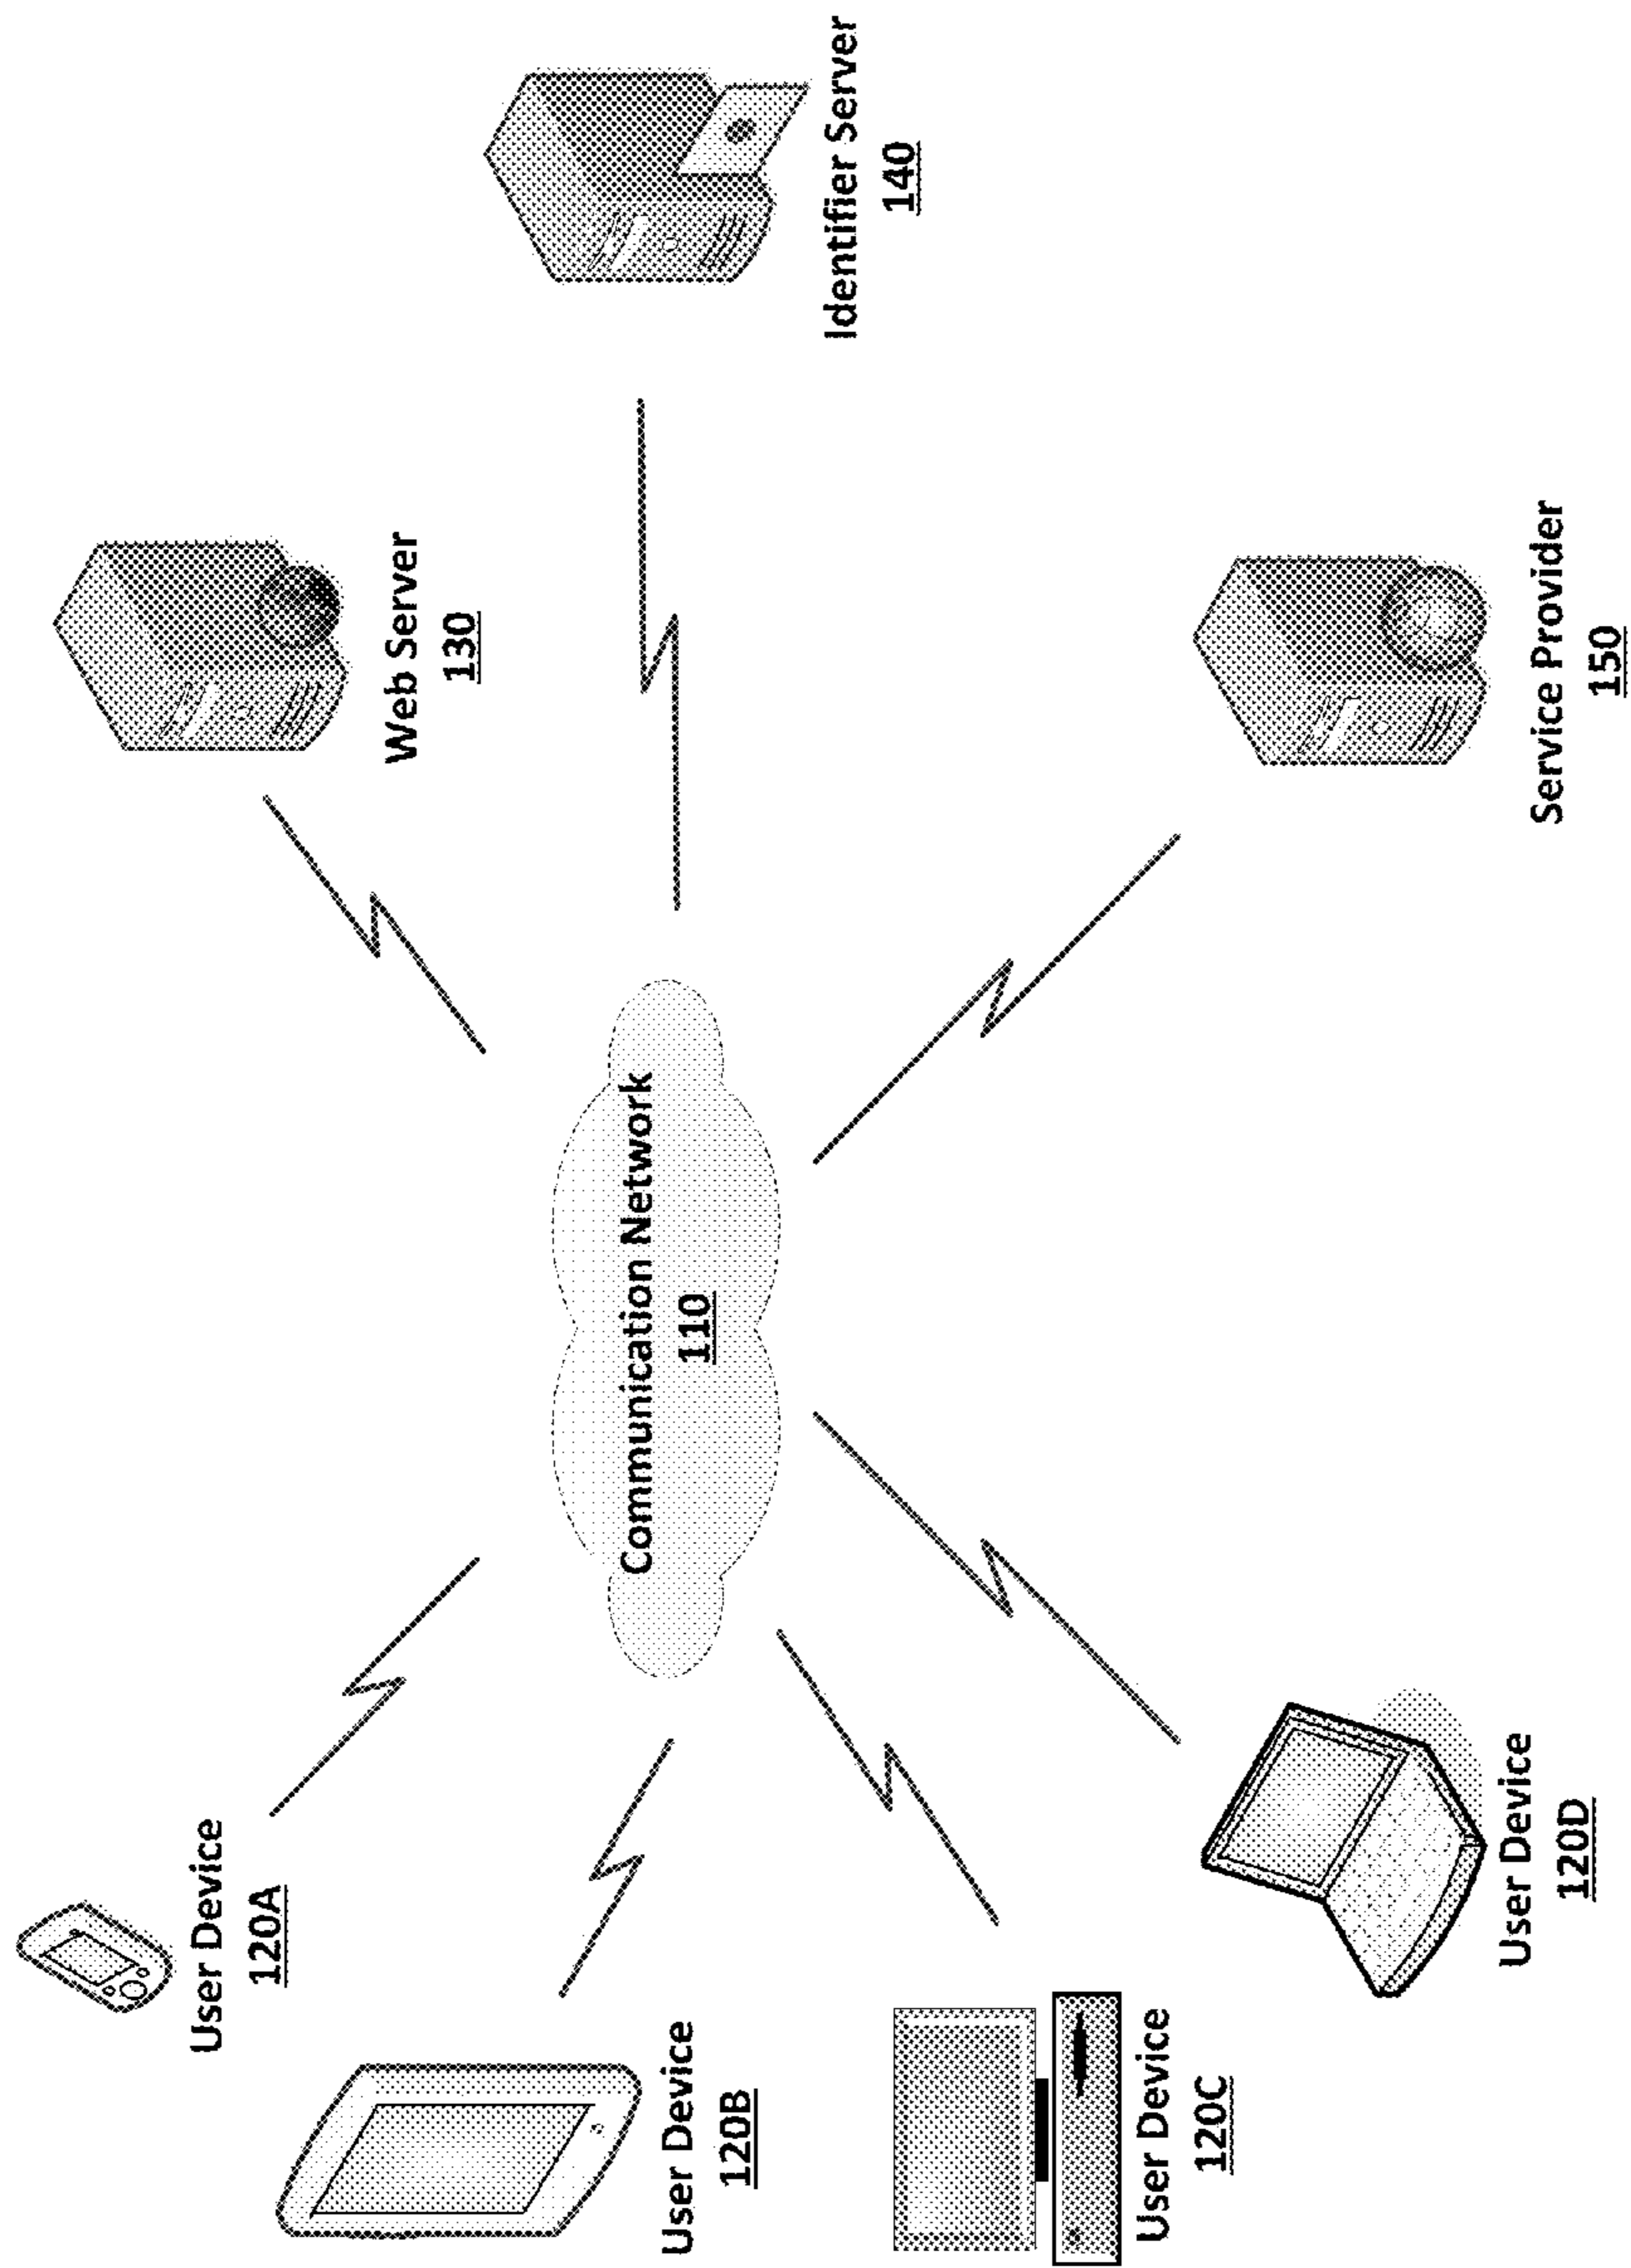 User Device
120A
User Device
120B
User Device
120C
User Device
120D
Communication Network
110
Web Server
130
Identifier Server
140
Service Provider
150